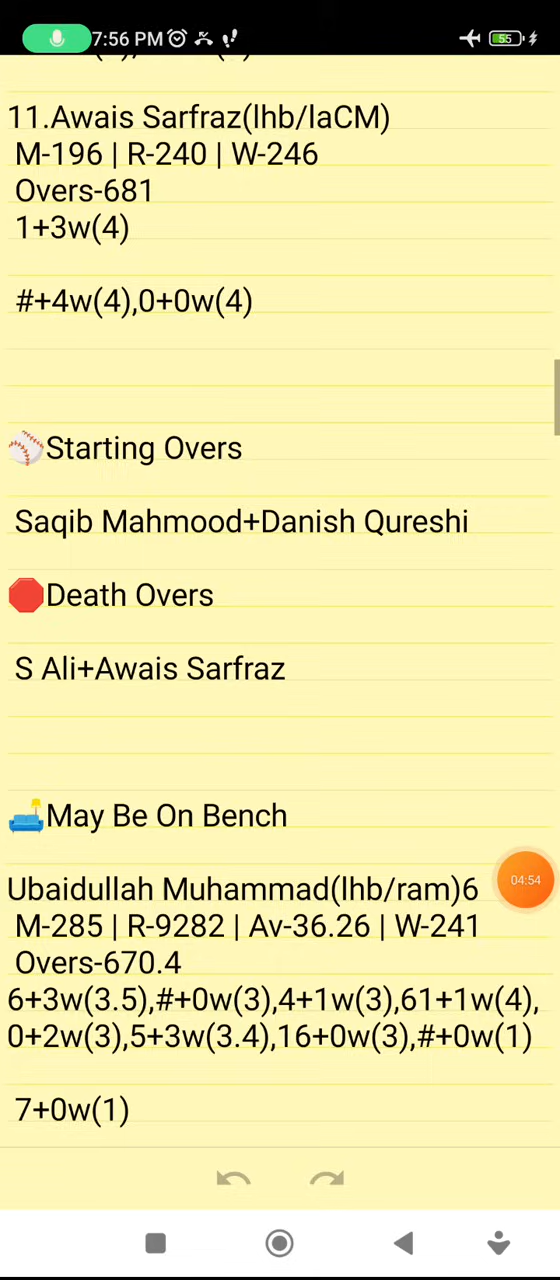 7:56 PM
55
11.Awais Sarfraz(lhb/laCM)
M-196 | R-240 | W-246
Overs-681
1+3w(4)
#+4w(4),0+0w(4)
Starting Overs
Saqib Mahmood+Danish Qureshi
Death Overs
S Ali+Awais Sarfraz
May Be On Bench
04:54
Ubaidullah Muhammad(lhb/ram)6
M-285 | R-9282 | Av-36.26 | W-241
Overs-670.4
6+3w(3.5),#+0w(3),4+1w(3),61+1w(4),
0+2w(3),5+3w(3.4),16+0w(3),#+0w(1)
7+0w(1)